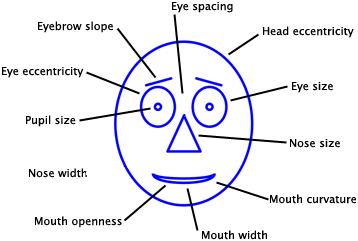 Eye spacing
Eyebrow slope
Head eccentricity
Eye eccentricity
Eye size
Pupil size
Nose size
Nose width
Mouth curvature
Mouth openness
Mouth width